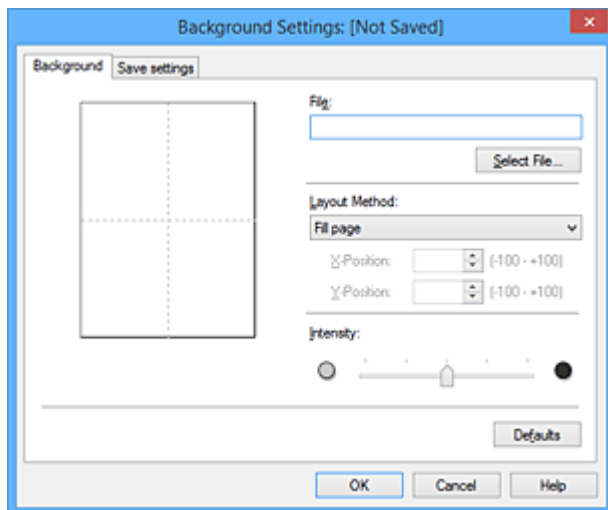 Background Settings: [Not Saved]
Background Save settings
File:
Select File...
Layout Method:
Fill page
X-Position: (-100 - +100)
Y-Position: (-100 - +100)
Intensity:
Defaults
OK Cancel Help